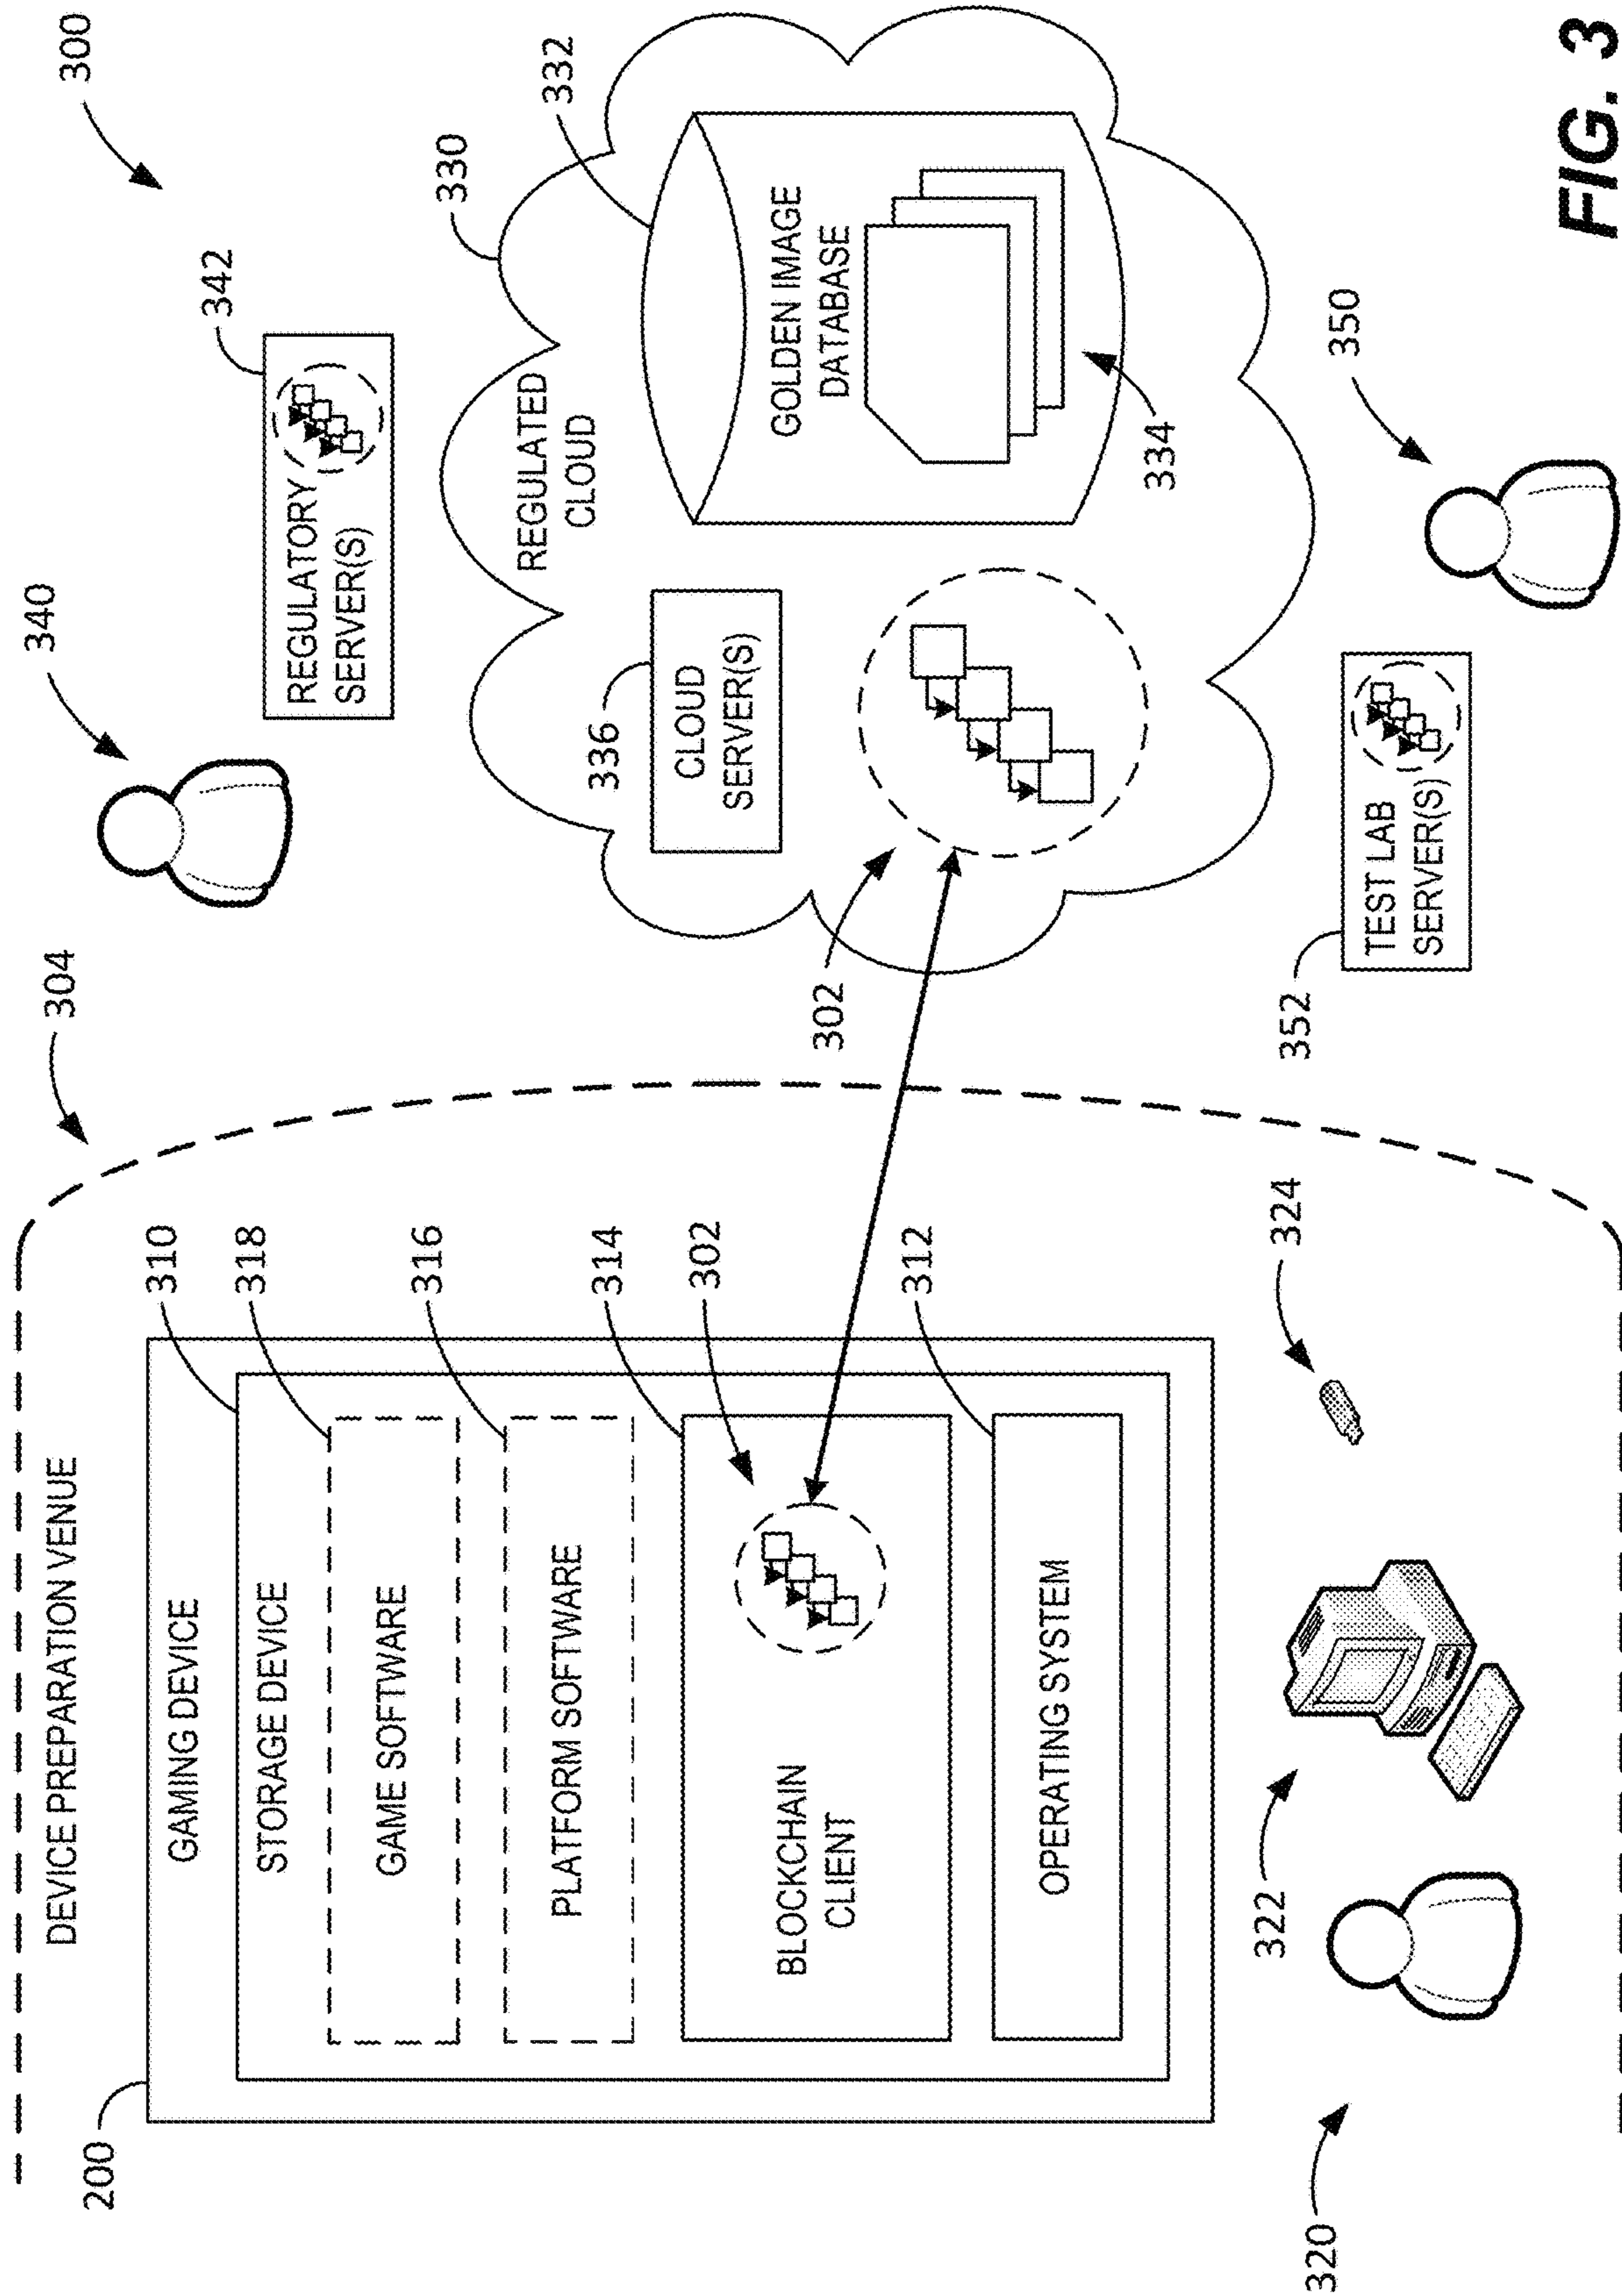 300
304
340
342
REGULATORY
SERVER(S)
330
332
DEVICE PREPARATION VENUE
200
GAMING DEVICE
310
STORAGE DEVICE
318
GAME SOFTWARE
316
PLATFORM SOFTWARE
314
BLOCKCHAIN
CLIENT
302
OPERATING SYSTEM
312
REGULATED
CLOUD
336
CLOUD
SERVER(S)
GOLDEN IMAGE
DATABASE
334
302
320
322
324
352
TEST LAB
SERVER(S)
350
FIG. 3